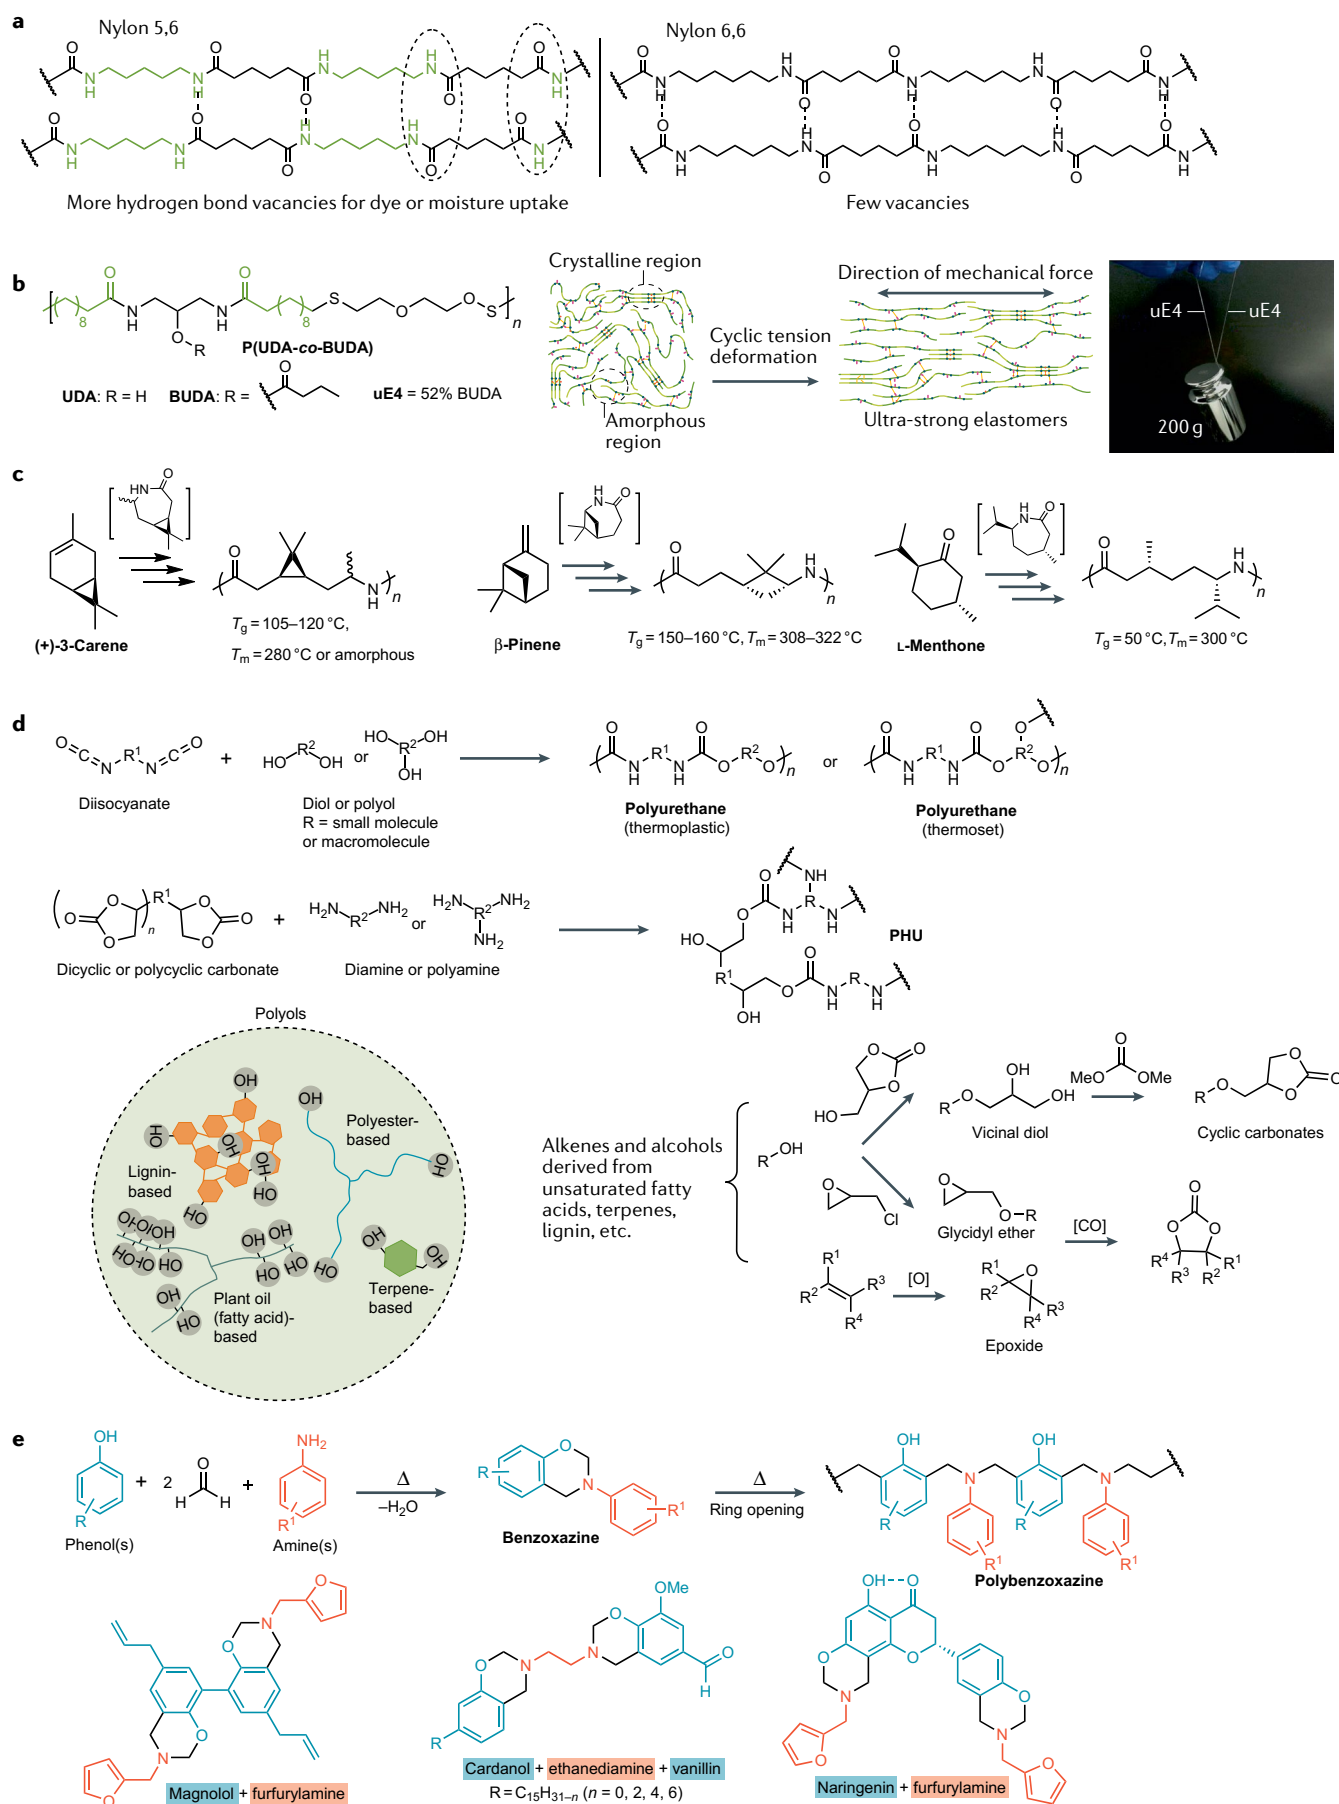 a
Nylon 5,6
Nylon 6,6
More hydrogen bond vacancies for dye or moisture uptake
Few vacancies
b
P(UDA-co-BUDA)
UDA: R = H
BUDA: R =
uE4 = 52% BUDA
Crystalline region
Amorphous
region
Cyclic tension
deformation
Direction of mechanical force
Ultra-strong elastomers
uE4
uE4
200 g
c
(+)-3-Carene
Tg = 105–120 °C,
Tm = 280 °C or amorphous
β-Pinene
Tg = 150–160 °C, Tm = 308–322 °C
L-Menthone
Tg = 50 °C, Tm = 300 °C
d
Diisocyanate
+
Diol or polyol
R = small molecule
or macromolecule
or
Polyurethane
(thermoplastic)
or
Polyurethane
(thermoset)
Dicyclic or polycyclic carbonate
+
Diamine or polyamine
or
PHU
Polyols
Lignin-
based
Polyester-
based
Plant oil
(fatty acid)-
based
Terpene-
based
Alkenes and alcohols
derived from
unsaturated fatty
acids, terpenes,
lignin, etc.
Vicinal diol
Cyclic carbonates
Glycidyl ether
[CO]
[O]
Epoxide
e
Phenol(s)
+ 2
+
Amine(s)
Δ
–H2O
Benzoxazine
Δ
Ring opening
Polybenzoxazine
Magnolol + furfurylamine
Cardanol + ethanediamine + vanillin
R = C15H31–n (n = 0, 2, 4, 6)
Naringenin + furfurylamine